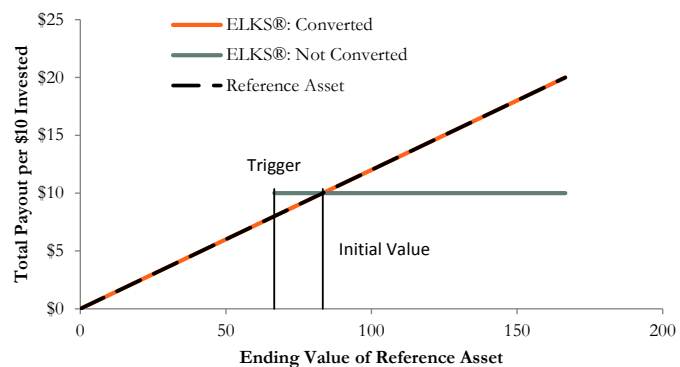 ELKS®: Converted
ELKS®: Not Converted
Reference Asset
Total Payout per $10 Invested
$25
$20
$15
$10
$5
$0
Trigger
Initial Value
0
50
100
150
200
Ending Value of Reference Asset